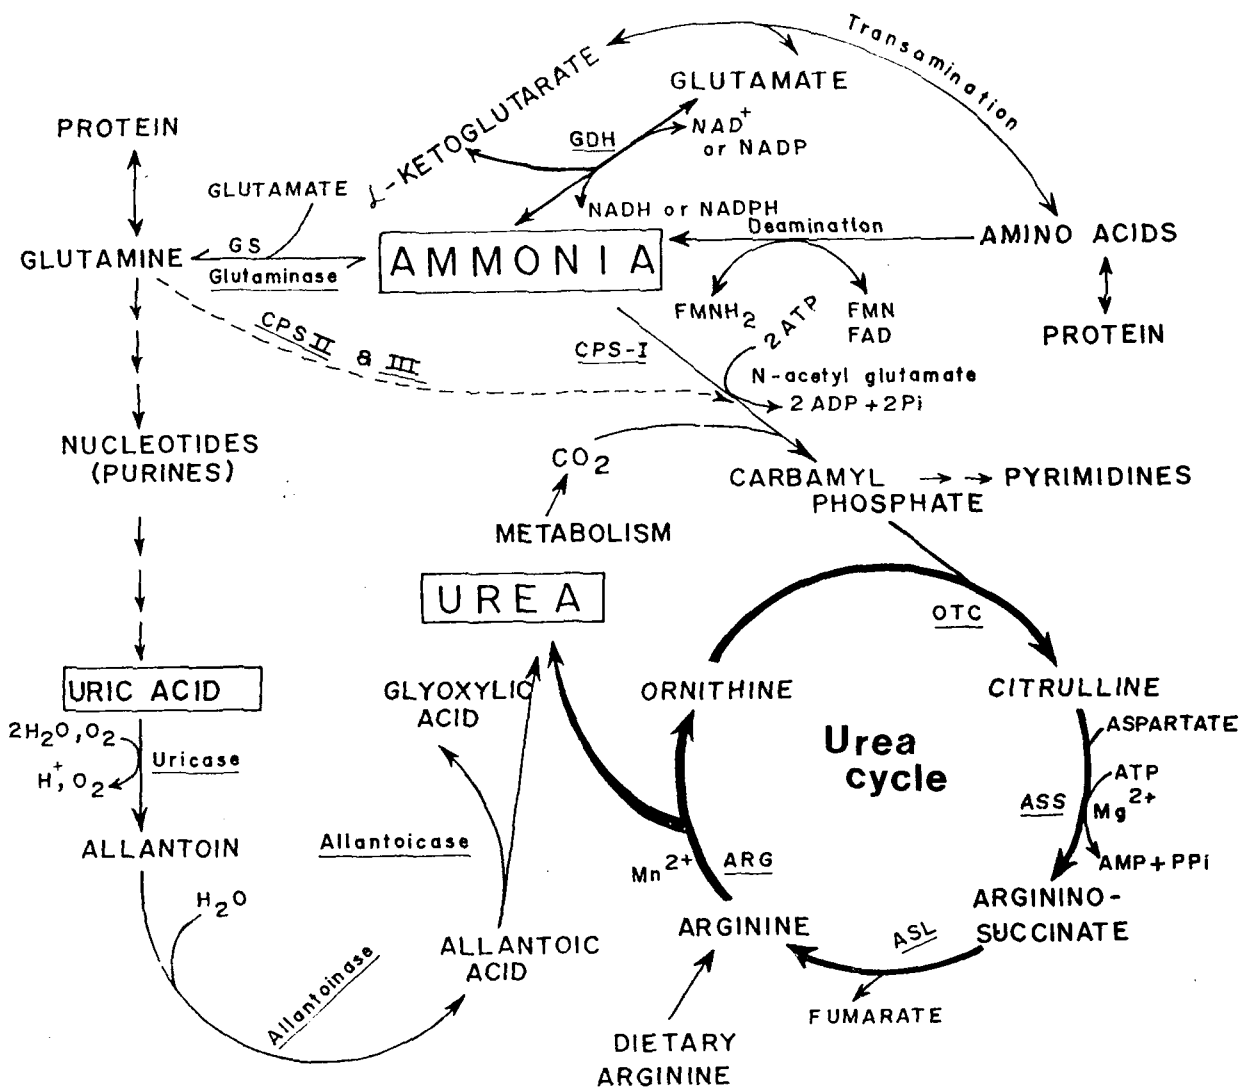 Transamination
GLUTAMATE
α-KETOGLUTARATE
PROTEIN
GDH
NAD+
or NADP
GLUTAMATE
NADH or NADPH
GS
Deamination
AMINO ACIDS
GLUTAMINE
Glutaminase
AMMONIA
FMNH2
2 ATP
FMN
FAD
PROTEIN
CPS II & III
CPS-I
N-acetyl glutamate
2 ADP + 2Pi
NUCLEOTIDES
(PURINES)
CO2
CARBAMYL
PHOSPHATE
PYRIMIDINES
METABOLISM
UREA
OTC
URIC ACID
GLYOXYLIC
ACID
ORNITHINE
CITRULLINE
2H2O, O2
H+, O2
Uricase
Urea
cycle
ASPARTATE
ATP
Mg2+
ASS
AMP + PPi
ALLANTOIN
Allantoicase
Mn2+
ARG
H2O
ARGININO-
SUCCINATE
ARGININE
ASL
ALLANTOIC
ACID
Allantoinase
FUMARATE
DIETARY
ARGININE